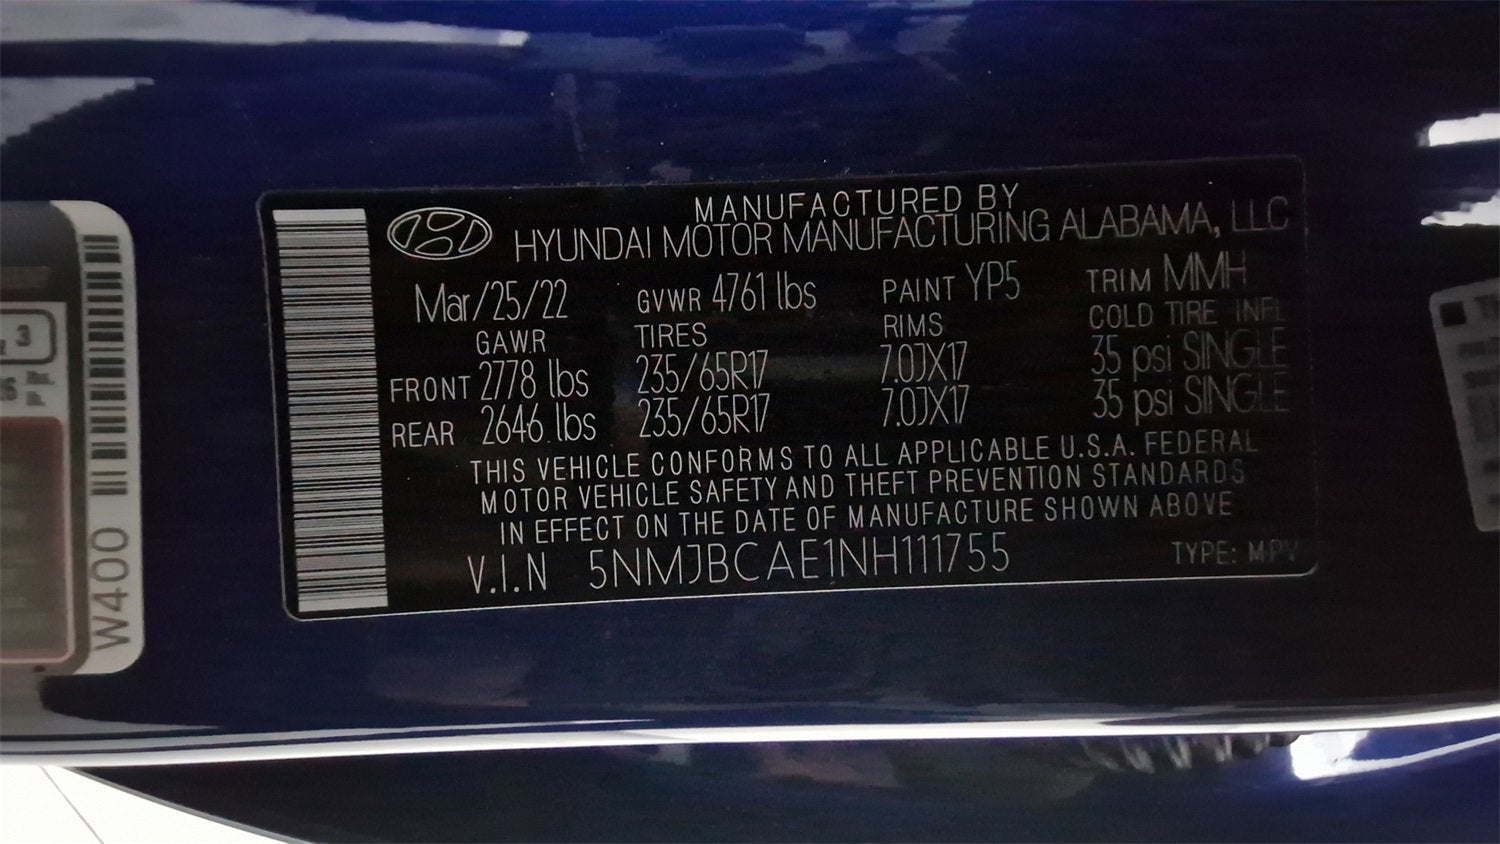 MANUFACTURED BY
HYUNDAI MOTOR MANUFACTURING ALABAMA, LLC
Mar/25/22 GVWR 4761 lbs PAINT YP5 TRIM MMH
GAWR TIRES RIMS COLD TIRE INFL
FRONT 2778 lbs 235/65R17 7.0JX17 35 psi SINGLE
REAR 2646 lbs 235/65R17 7.0JX17 35 psi SINGLE
THIS VEHICLE CONFORMS TO ALL APPLICABLE U.S.A. FEDERAL
MOTOR VEHICLE SAFETY AND THEFT PREVENTION STANDARDS
IN EFFECT ON THE DATE OF MANUFACTURE SHOWN ABOVE
V.I.N 5NMJBCAE1NH111755 TYPE: MPV
W400
3